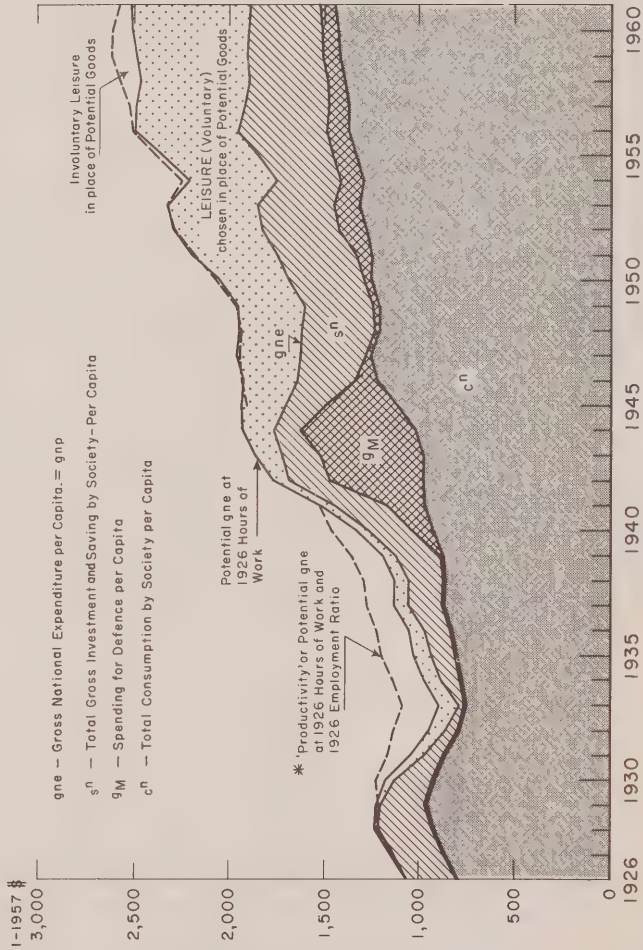 1-1957 $
3,000
2,500
2,000
1,500
1,000
500
0
gne — Gross National Expenditure per Capita. = gnp
sⁿ — Total Gross Investment and Saving by Society - Per Capita
gM — Spending for Defence per Capita
cⁿ — Total Consumption by Society per Capita
Involuntary Leisure
in place of Potential Goods
LEISURE (Voluntary)
chosen in place of Potential Goods
Potential gne at
1926 Hours of
Work
* 'Productivity' or Potential gne
at 1926 Hours of Work and
1926 Employment Ratio
gne
sⁿ
gM
cⁿ
1926
1930
1935
1940
1945
1950
1955
1960